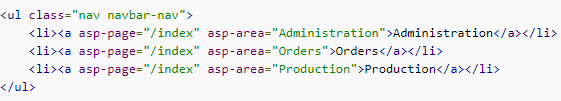 <ul class="nav navbar-nav">
    <li><a asp-page="/index" asp-area="Administration">Administration</a></li>
    <li><a asp-page="/index" asp-area="Orders">Orders</a></li>
    <li><a asp-page="/index" asp-area="Production">Production</a></li>
</ul>